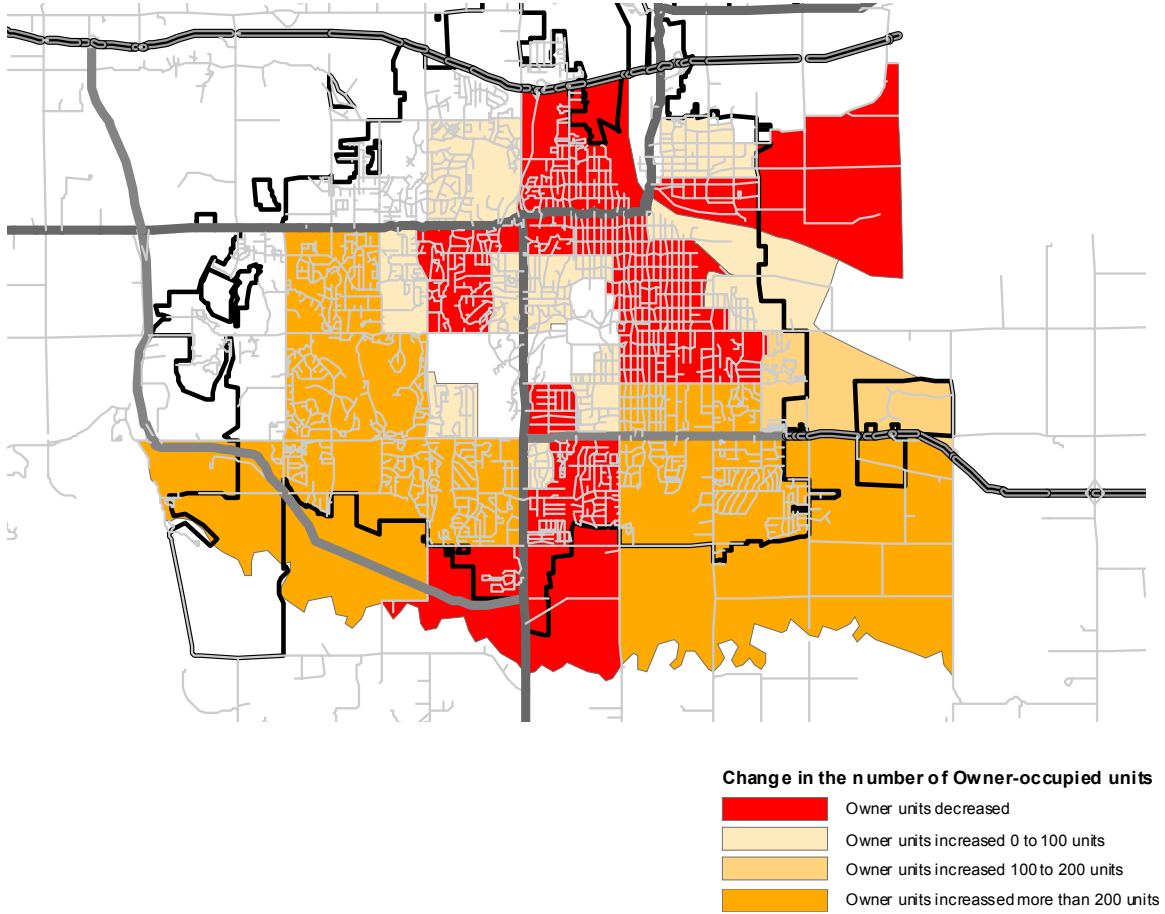 Change in the number of Owner-occupied units
Owner units decreased
Owner units increased 0 to 100 units
Owner units increased 100 to 200 units
Owner units increassed more than 200 units